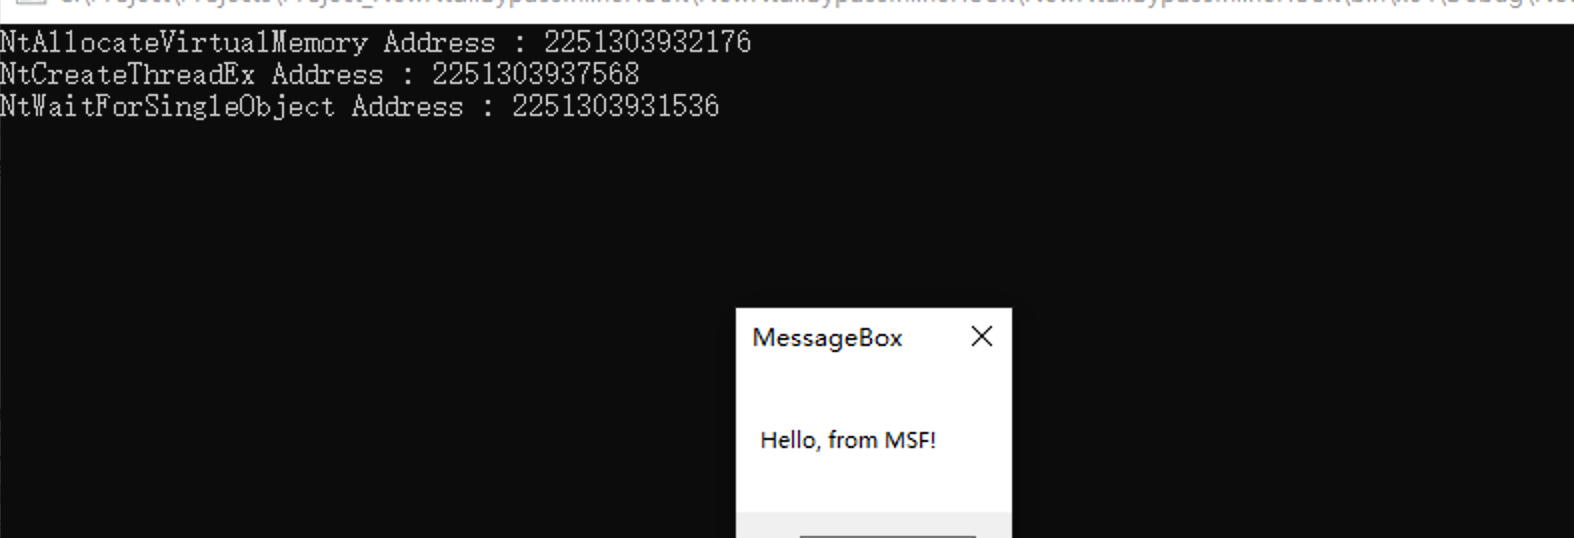 NtAllocateVirtualMemory Address : 2251303932176
NtCreateThreadEx Address : 2251303937568
NtWaitForSingleObject Address : 2251303931536
MessageBox
Hello, from MSF!